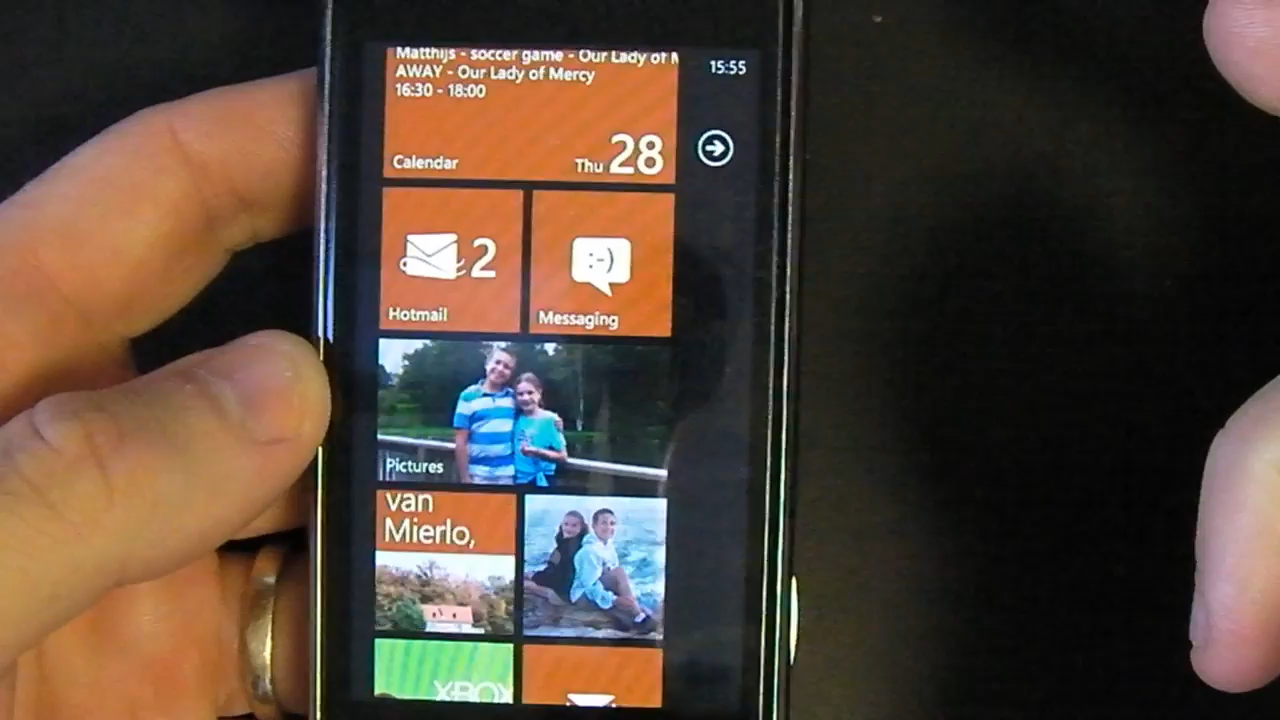 Matthijs - soccer game - Our Lady of M
AWAY - Our Lady of Mercy
16:30 - 18:00
15:55
Calendar
Thu 28
2
:-)
Hotmail
Messaging
Pictures
van
Mierlo,
XBOX